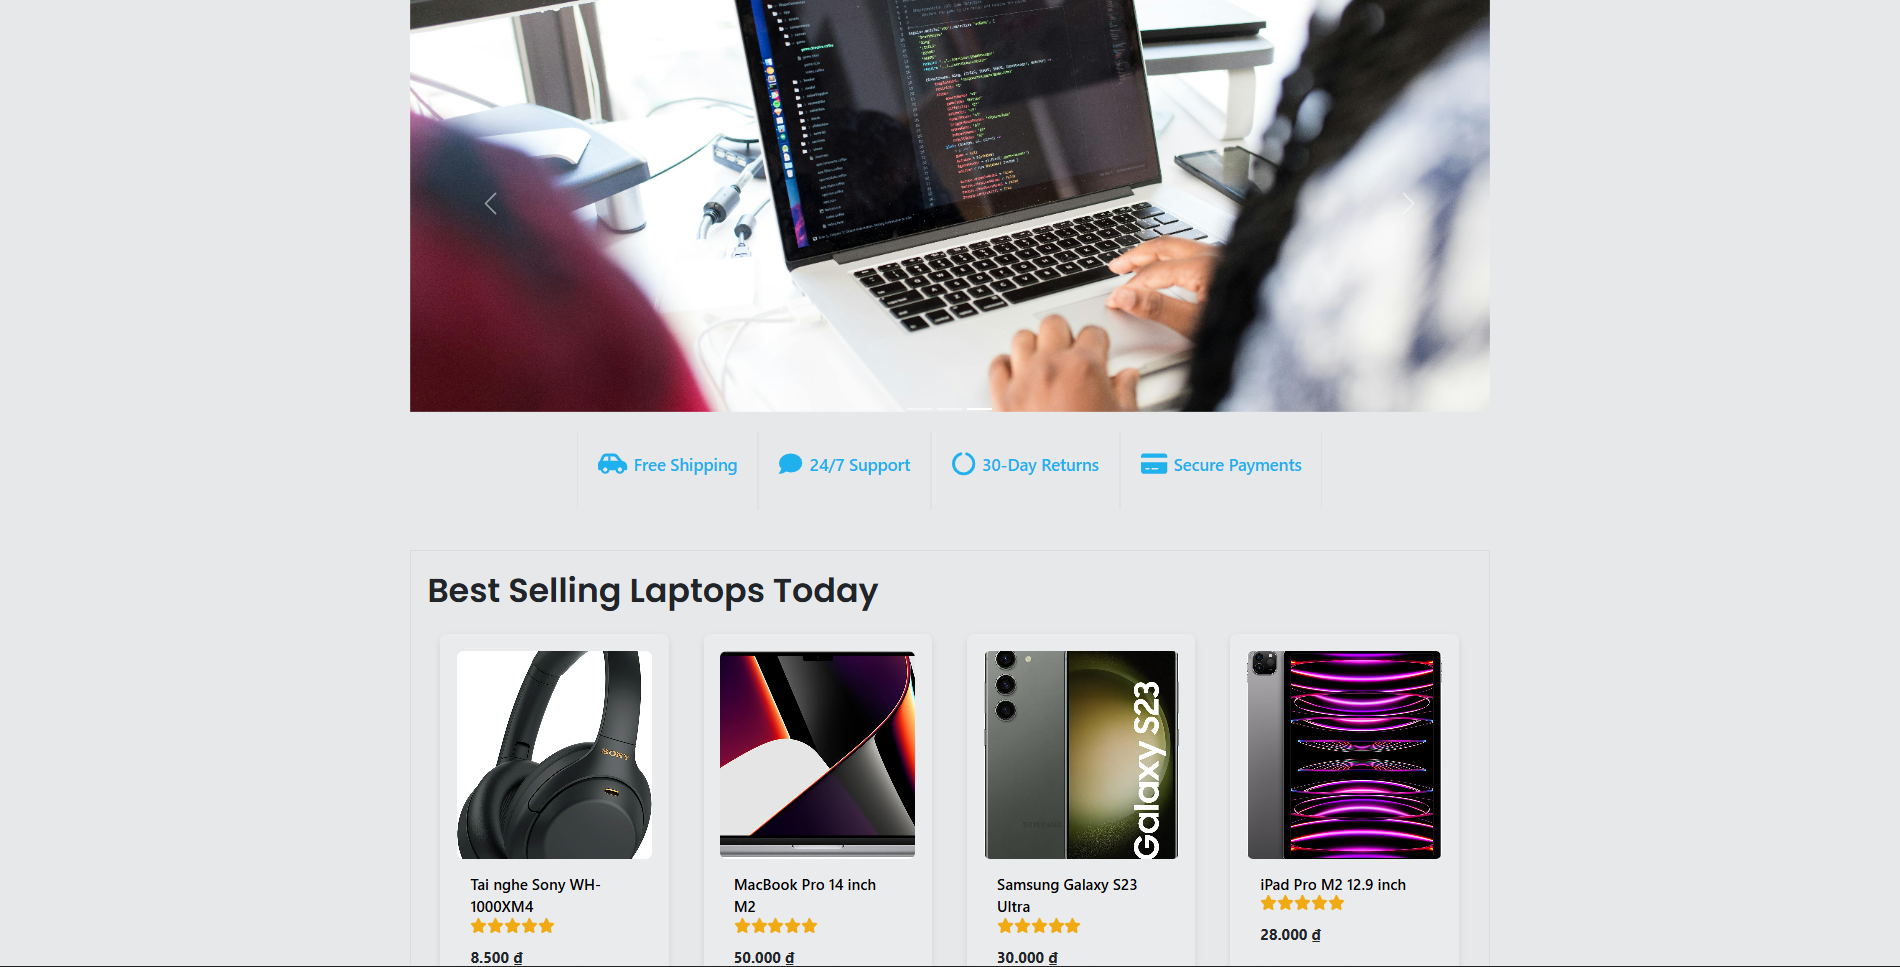 Free Shipping
24/7 Support
30-Day Returns
Secure Payments
Best Selling Laptops Today
SONY
Galaxy S23
Tai nghe Sony WH-
1000XM4
8.500 ₫
MacBook Pro 14 inch
M2
50.000 ₫
Samsung Galaxy S23
Ultra
30.000 ₫
iPad Pro M2 12.9 inch
28.000 ₫